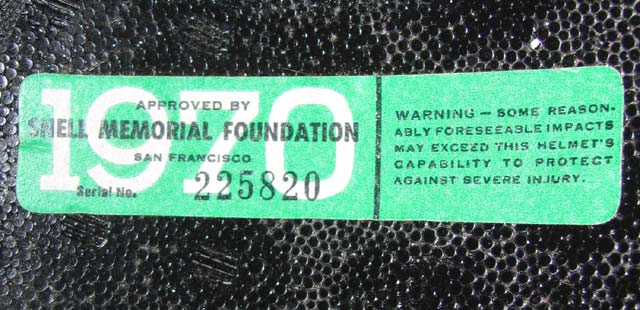 1970
APPROVED BY
SNELL MEMORIAL FOUNDATION
SAN FRANCISCO
Serial No. 225820
WARNING — SOME REASON-
ABLY FORESEEABLE IMPACTS
MAY EXCEED THIS HELMET'S
CAPABILITY TO PROTECT
AGAINST SEVERE INJURY.